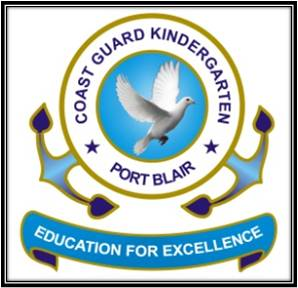 COAST GUARD KINDERGARTEN
PORT BLAIR
EDUCATION FOR EXCELLENCE